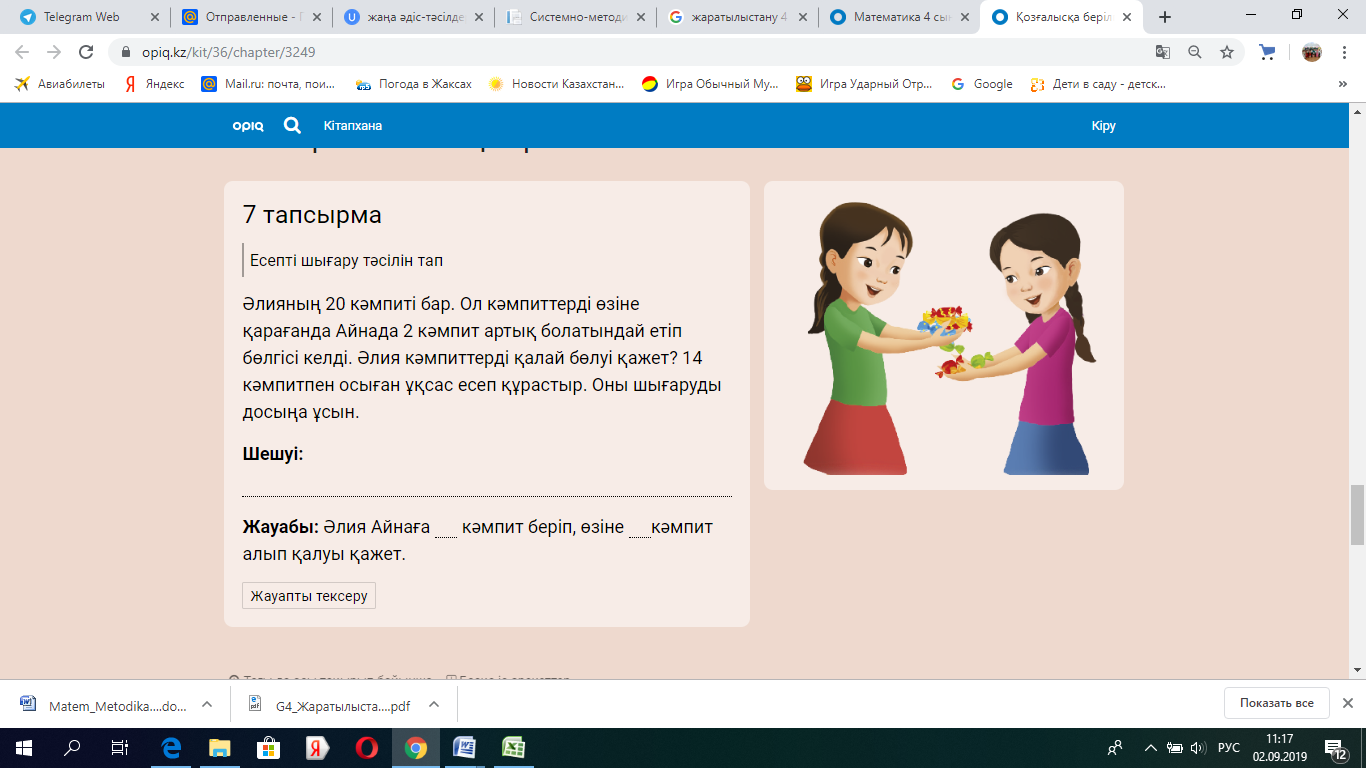 Telegram Web
Отправленные - П
жаңа әдіс-тәсілде
Системно-методи
жаратылыстану 4
Математика 4 сын
Қозғалысқа беріл
opiq.kz/kit/36/chapter/3249
Авиабилеты
Яндекс
Mail.ru: почта, пои...
Погода в Жаксах
Новости Казахстан...
Игра Обычный Му...
Игра Ударный Отр...
Google
Дети в саду - детск...
»
opiq
Кітапхана
Кіру
7 тапсырма
Есепті шығару тәсілін тап
Әлияның 20 кәмпиті бар. Ол кәмпиттерді өзіне
қарағанда Айнада 2 кәмпит артық болатындай етіп
бөлгісі келді. Әлия кәмпиттерді қалай бөлуі қажет? 14
кәмпитпен осыған ұқсас есеп құрастыр. Оны шығаруды
досыңа ұсын.
Шешуі:
Жауабы: Әлия Айнаға ___ кәмпит беріп, өзіне ___кәмпит
алып қалуы қажет.
Жауапты тексеру
Matem_Metodika....do...
G4_Жаратылыста....pdf
Показать все
РУС
11:17
02.09.2019
12